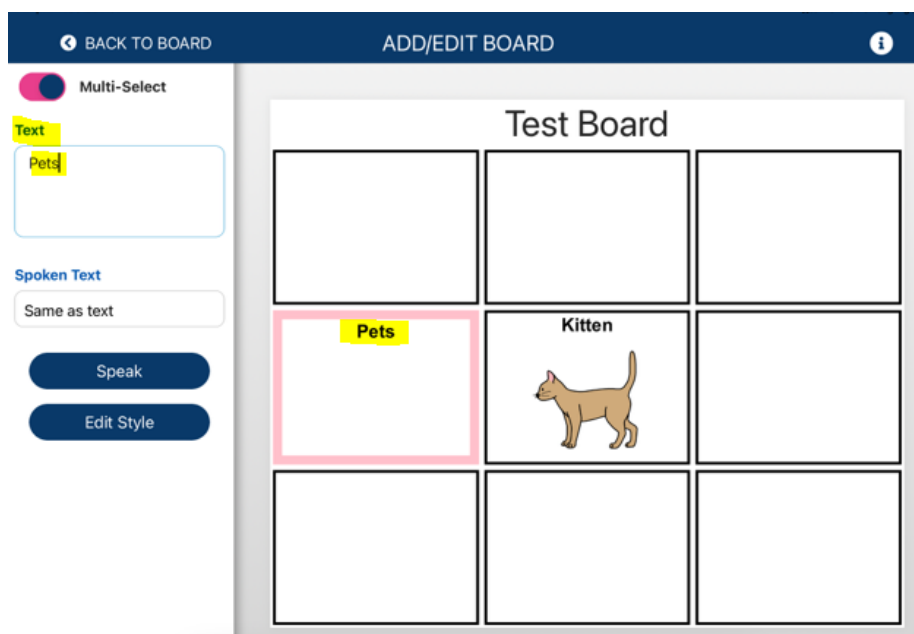 BACK TO BOARD
ADD/EDIT BOARD
i
Multi-Select
Text
Pets
Spoken Text
Same as text
Speak
Edit Style
Test Board
Pets
Kitten